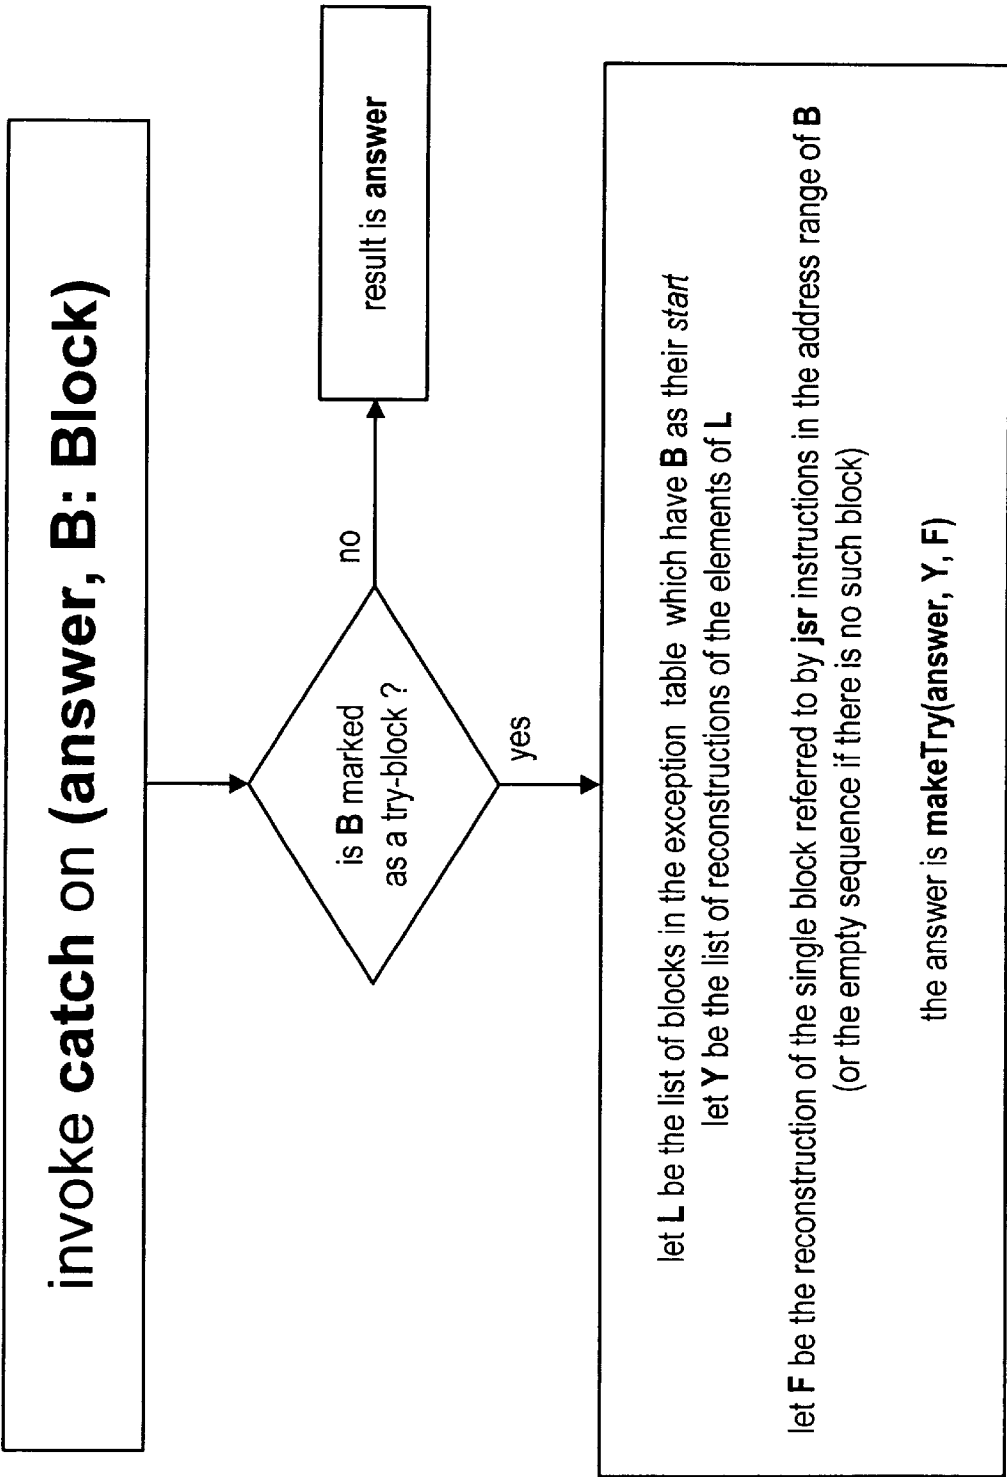 invoke catch on (answer, B: Block)
is B marked
as a try-block ?
no
result is answer
yes
let L be the list of blocks in the exception table which have B as their start
let Y be the list of reconstructions of the elements of L
let F be the reconstruction of the single block referred to by jsr instructions in the address range of B
(or the empty sequence if there is no such block)
the answer is makeTry(answer, Y, F)